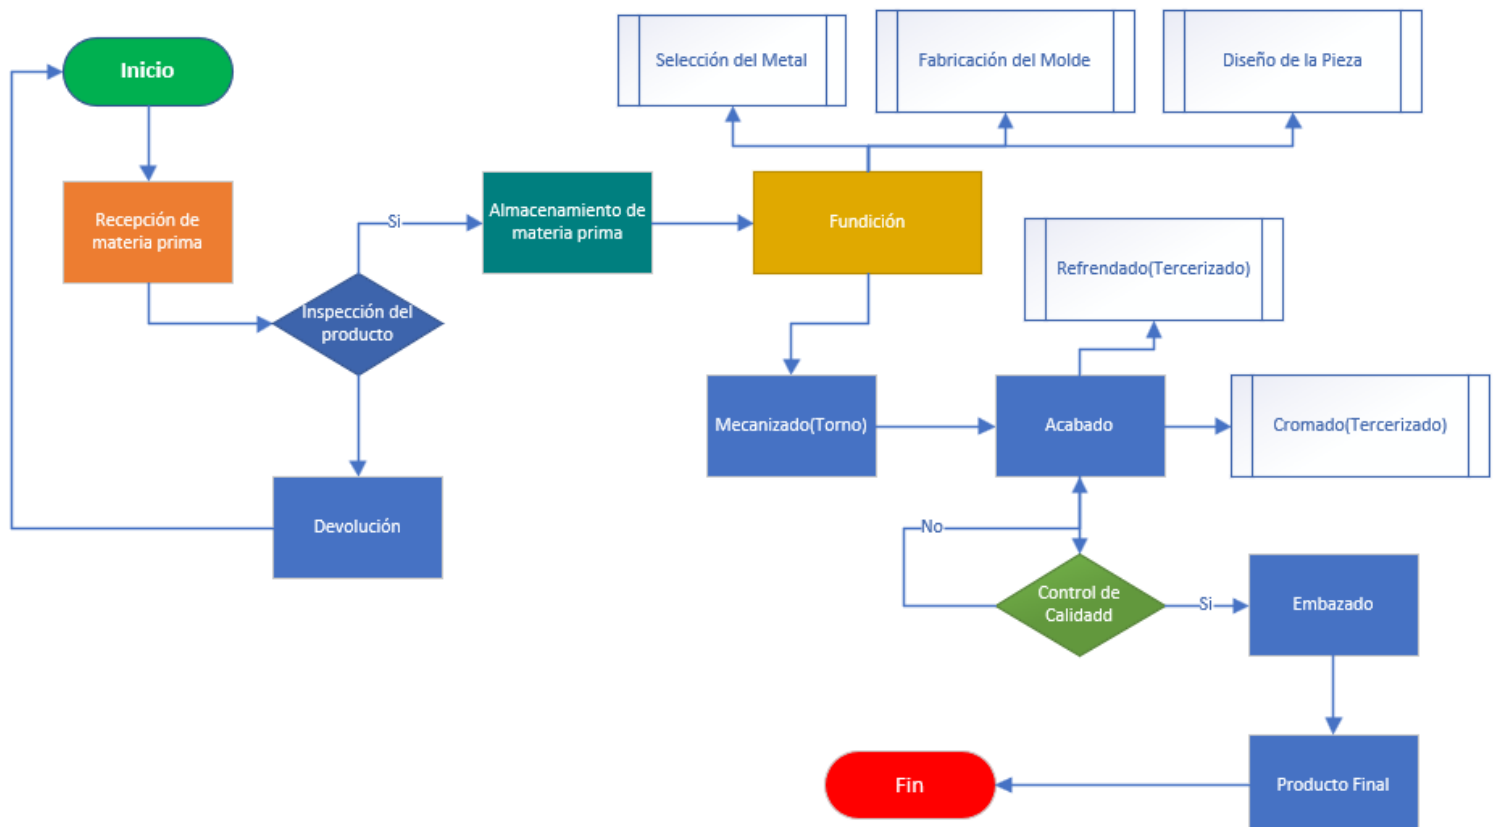 Inicio
Recepción de
materia prima
Inspección del
producto
Si
Devolución
Almacenamiento de
materia prima
Fundición
Selección del Metal
Fabricación del Molde
Diseño de la Pieza
Mecanizado(Torno)
Acabado
Refrendado(Tercerizado)
Cromado(Tercerizado)
No
Control de
Calidadd
Si
Embazado
Producto Final
Fin